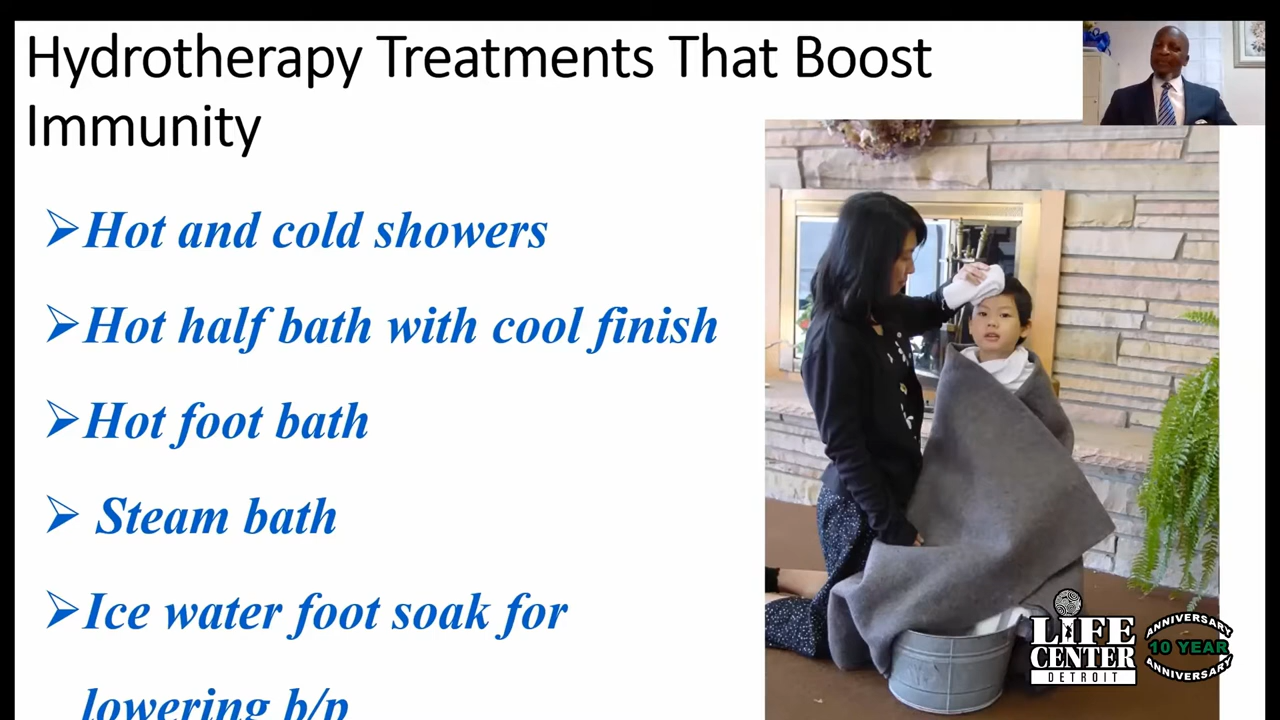 Hydrotherapy Treatments That Boost
Immunity
➢Hot and cold showers
➢Hot half bath with cool finish
➢Hot foot bath
➢ Steam bath
➢Ice water foot soak for
lowering b/p
LIFE
CENTER
DETROIT
ANNIVERSARY
10 YEAR
ANNIVERSARY